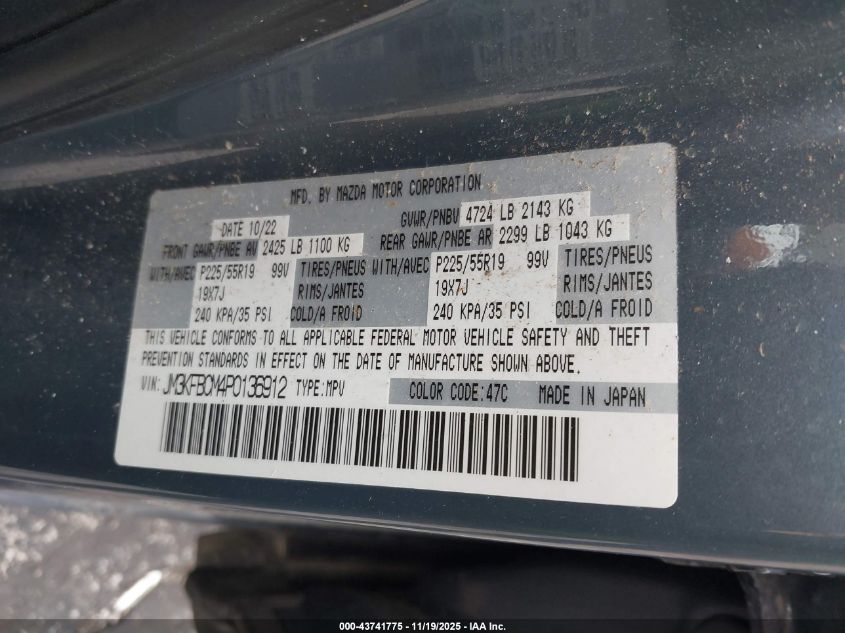 MFD. BY MAZDA MOTOR CORPORATION
DATE 10/22 GVWR/PNBV 4724 LB 2143 KG
FRONT GAWR/PNBE AV 2425 LB 1100 KG REAR GAWR/PNBE AR 2299 LB 1043 KG
WITH/AVEC P225/55R19 99V TIRES/PNEUS WITH/AVEC P225/55R19 99V TIRES/PNEUS
19X7J RIMS/JANTES 19X7J RIMS/JANTES
240 KPA/35 PSI COLD/A FROID 240 KPA/35 PSI COLD/A FROID
THIS VEHICLE CONFORMS TO ALL APPLICABLE FEDERAL MOTOR VEHICLE SAFETY AND THEFT
PREVENTION STANDARDS IN EFFECT ON THE DATE OF MANUFACTURE SHOWN ABOVE.
VIN: JM3KFBCM4P0136912 TYPE:MPV COLOR CODE:47C MADE IN JAPAN
000-43741775 - 11/19/2025 - IAA Inc.